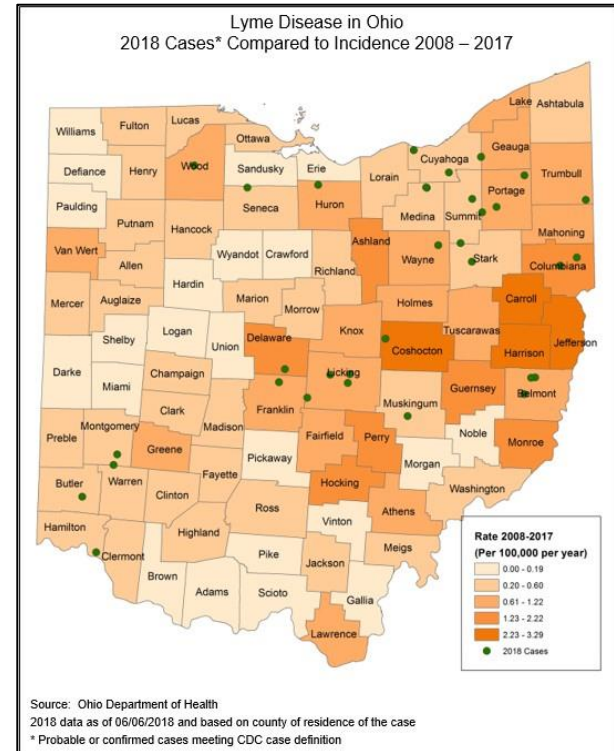 Lyme Disease in Ohio
2018 Cases* Compared to Incidence 2008 – 2017
Williams
Fulton
Lucas
Ottawa
Lake
Ashtabula
Defiance
Henry
Wood
Sandusky
Erie
Lorain
Cuyahoga
Geauga
Trumbull
Paulding
Putnam
Hancock
Seneca
Huron
Medina
Summit
Portage
Mahoning
Van Wert
Allen
Wyandot
Crawford
Richland
Ashland
Wayne
Stark
Columbiana
Mercer
Auglaize
Hardin
Marion
Morrow
Holmes
Carroll
Shelby
Logan
Union
Delaware
Knox
Coshocton
Tuscarawas
Harrison
Jefferson
Darke
Miami
Champaign
Clark
Madison
Franklin
Licking
Muskingum
Guernsey
Belmont
Preble
Montgomery
Greene
Fayette
Pickaway
Fairfield
Perry
Morgan
Noble
Monroe
Butler
Warren
Clinton
Ross
Hocking
Athens
Washington
Hamilton
Clermont
Highland
Vinton
Meigs
Brown
Adams
Pike
Scioto
Jackson
Gallia
Lawrence
Rate 2008-2017
(Per 100,000 per year)
0.00 - 0.19
0.20 - 0.60
0.61 - 1.22
1.23 - 2.22
2.23 - 3.29
2018 Cases
Source: Ohio Department of Health
2018 data as of 06/06/2018 and based on county of residence of the case
* Probable or confirmed cases meeting CDC case definition